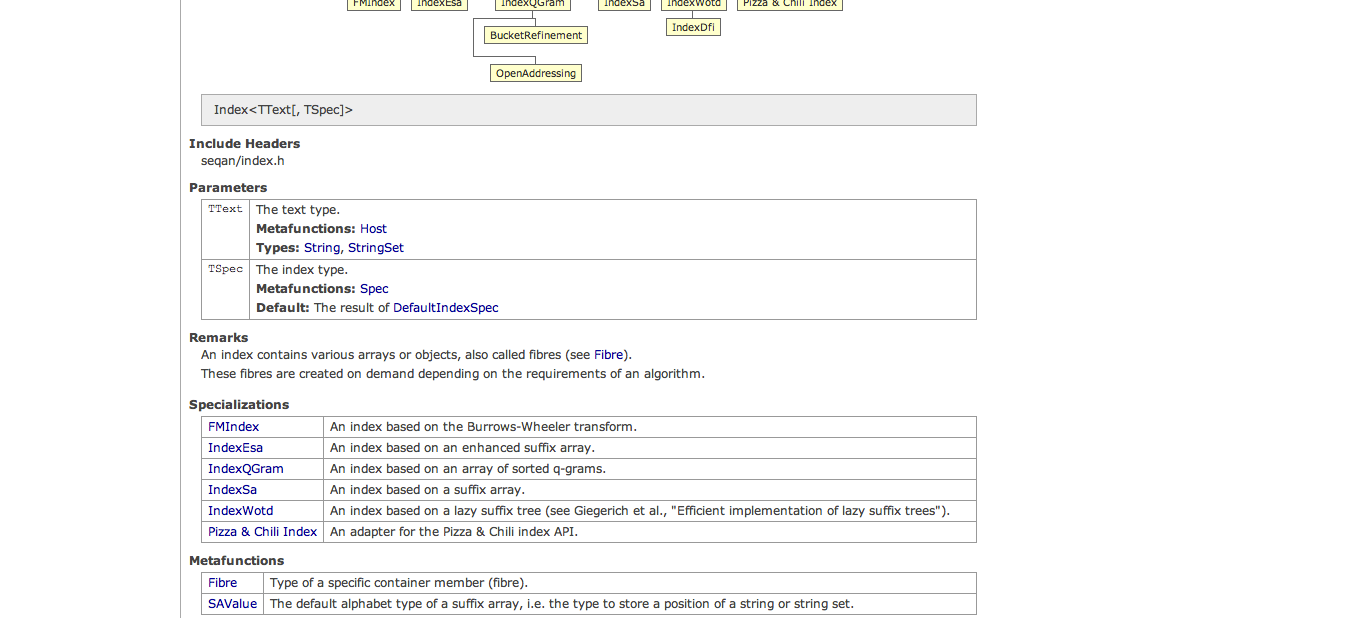 FMIndex IndexEsa IndexQGram IndexSa IndexWotd Pizza & Chili Index
BucketRefinement IndexDfi
OpenAddressing
Index<TText[, TSpec]>
Include Headers
seqan/index.h
Parameters
TText The text type.
Metafunctions: Host
Types: String, StringSet
TSpec The index type.
Metafunctions: Spec
Default: The result of DefaultIndexSpec
Remarks
An index contains various arrays or objects, also called fibres (see Fibre).
These fibres are created on demand depending on the requirements of an algorithm.
Specializations
FMIndex An index based on the Burrows-Wheeler transform.
IndexEsa An index based on an enhanced suffix array.
IndexQGram An index based on an array of sorted q-grams.
IndexSa An index based on a suffix array.
IndexWotd An index based on a lazy suffix tree (see Giegerich et al., "Efficient implementation of lazy suffix trees").
Pizza & Chili Index An adapter for the Pizza & Chili index API.
Metafunctions
Fibre Type of a specific container member (fibre).
SAValue The default alphabet type of a suffix array, i.e. the type to store a position of a string or string set.